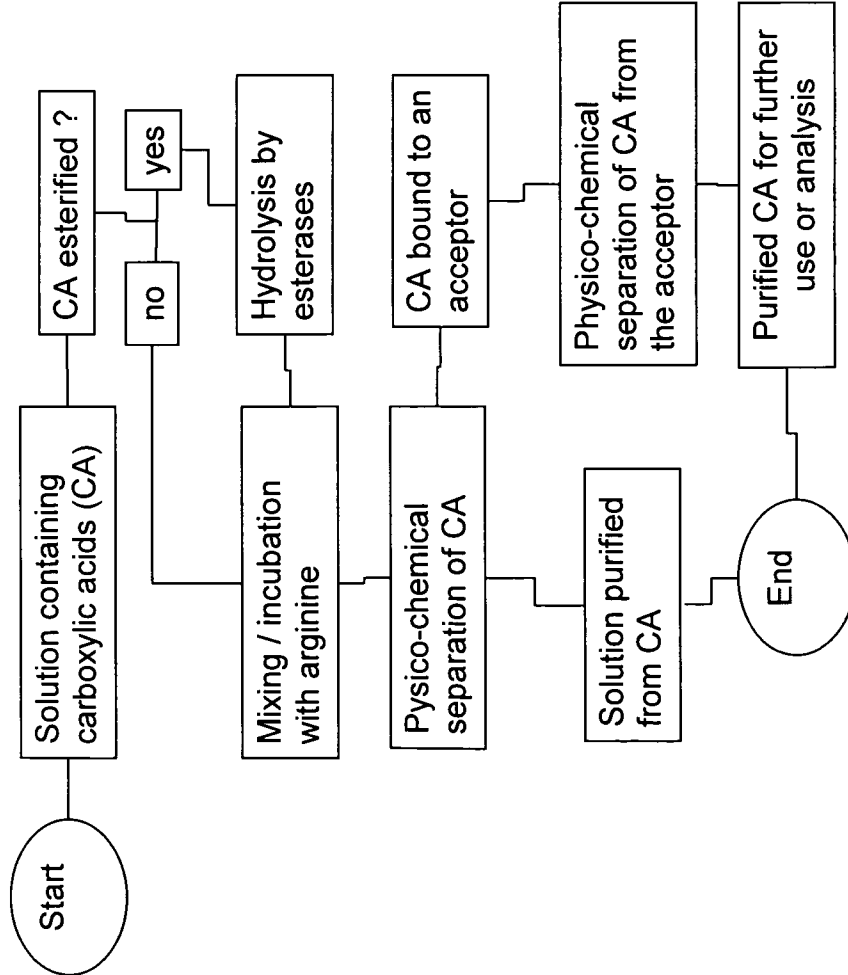 Start
Solution containing
carboxylic acids (CA)
CA esterified ?
no
yes
Hydrolysis by
esterases
Mixing / incubation
with arginine
Pysico-chemical
separation of CA
CA bound to an
acceptor
Physico-chemical
separation of CA from
the acceptor
Solution purified
from CA
Purified CA for further
use or analysis
End